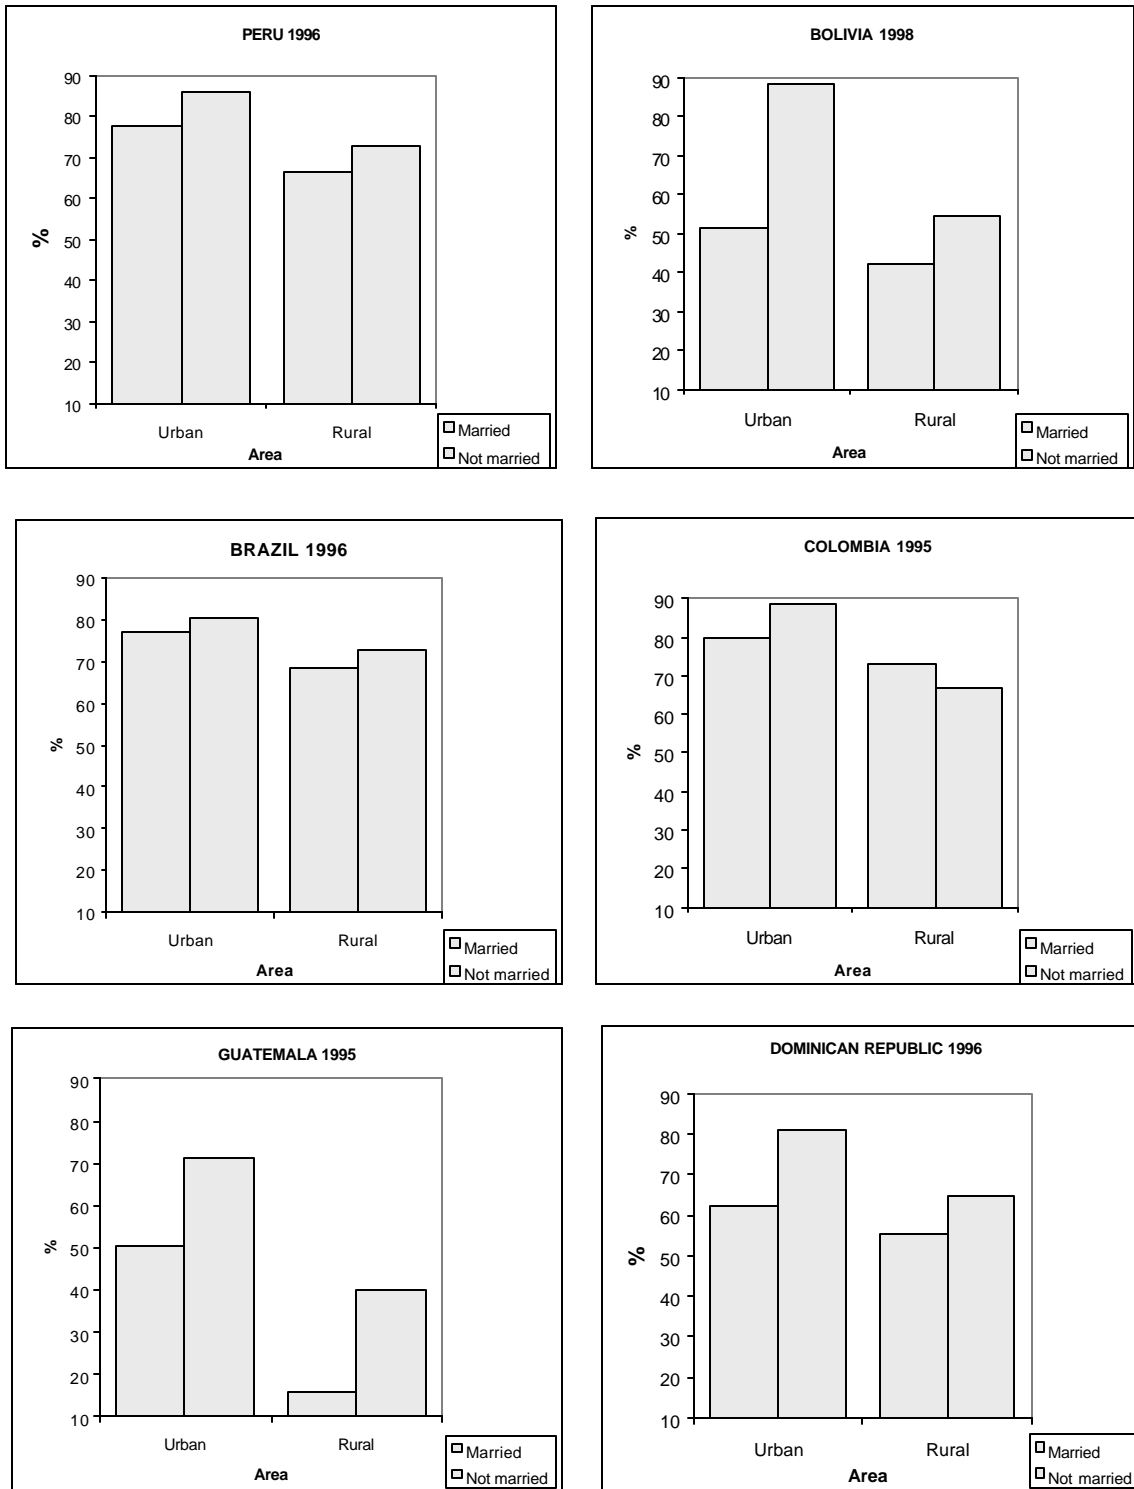 PERU 1996
90
80
70
60
50
40
30
20
10
%
Urban
Rural
Area
Married
Not married
BOLIVIA 1998
90
80
70
60
50
40
30
20
10
%
Urban
Rural
Area
Married
Not married
BRAZIL 1996
90
80
70
60
50
40
30
20
10
%
Urban
Rural
Area
Married
Not married
COLOMBIA 1995
90
80
70
60
50
40
30
20
10
%
Urban
Rural
Area
Married
Not married
GUATEMALA 1995
90
80
70
60
50
40
30
20
10
%
Urban
Rural
Area
Married
Not married
DOMINICAN REPUBLIC 1996
90
80
70
60
50
40
30
20
10
%
Urban
Rural
Area
Married
Not married